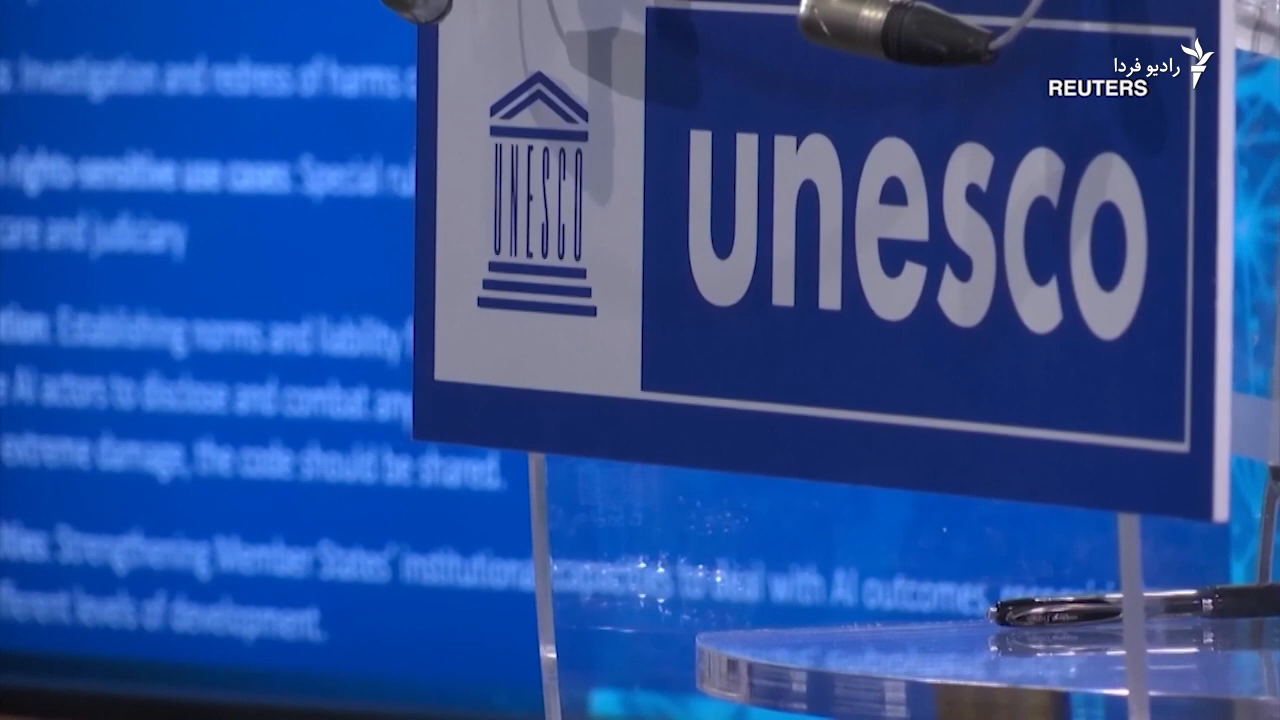 رادیو فردا
REUTERS
UNESCO
unesco
Investigation and redress of harms
rights-sensitive use cases: Special
care and judiciary
Establishing norms and liability
AI actors to disclose and combat any
extreme damage, the code should be shared.
Strengthening Member States' institutional capacities to deal with AI outcomes,
levels of development.